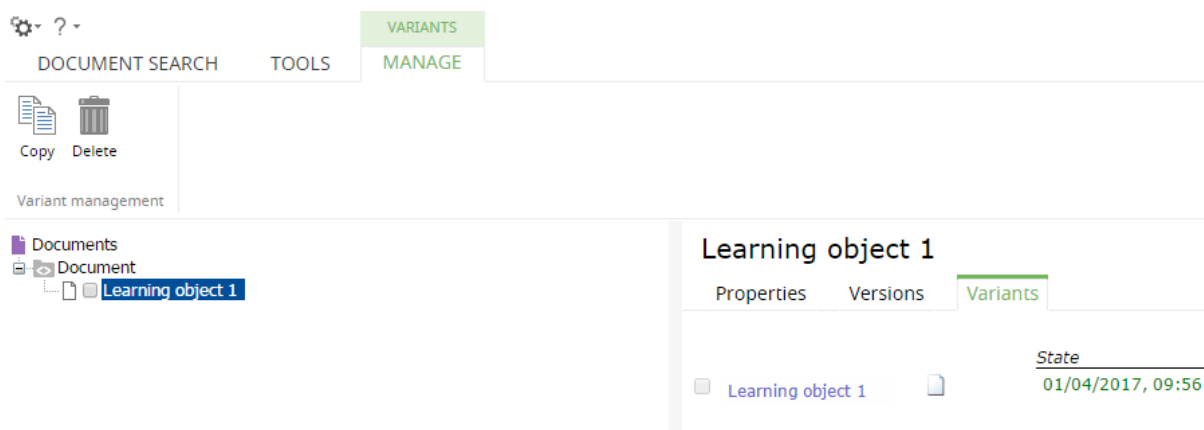 ? VARIANTS
DOCUMENT SEARCH TOOLS MANAGE
Copy Delete
Variant management
Documents
Document
Learning object 1
Learning object 1
Properties Versions Variants
State
Learning object 1 01/04/2017, 09:56